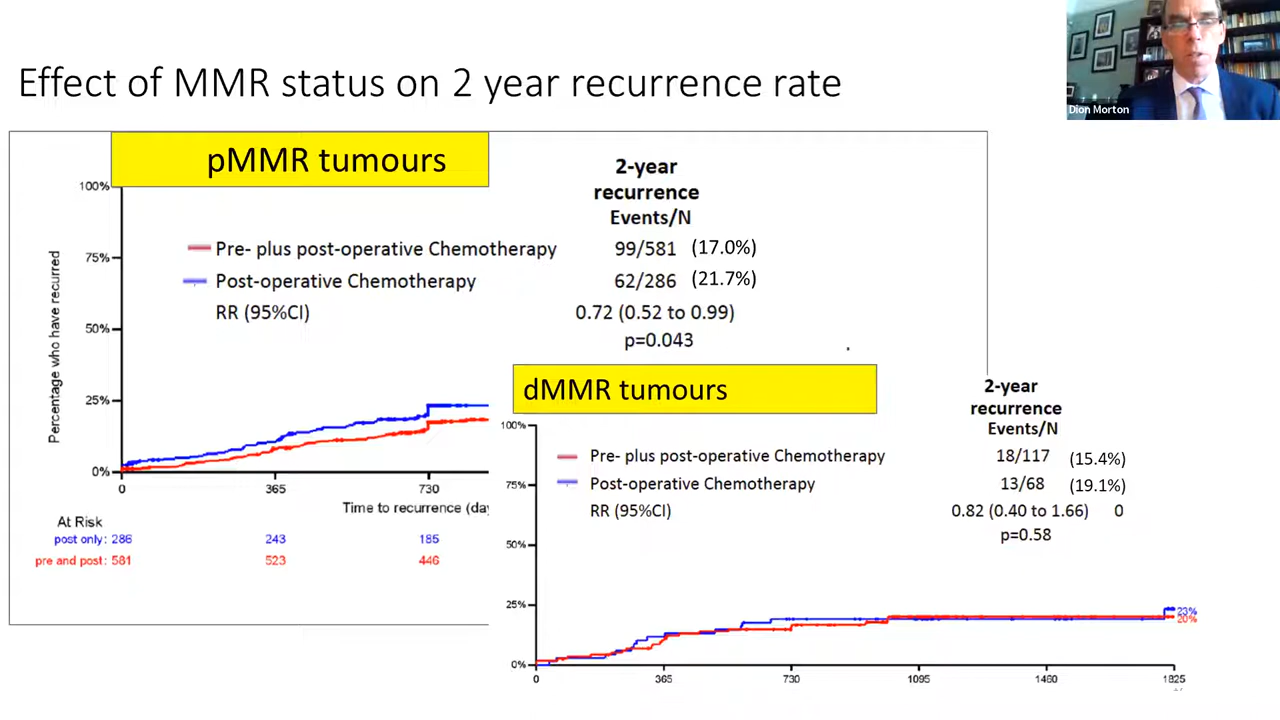 Dion Morton
Effect of MMR status on 2 year recurrence rate
pMMR tumours
2-year
recurrence
Events/N
Pre- plus post-operative Chemotherapy 99/581 (17.0%)
Post-operative Chemotherapy 62/286 (21.7%)
RR (95%CI) 0.72 (0.52 to 0.99)
p=0.043
Percentage who have recurred
100%
75%
50%
25%
0%
0 365 730
Time to recurrence (day
At Risk
post only: 286 243 185
pre and post: 581 523 446
dMMR tumours
2-year
recurrence
Events/N
Pre- plus post-operative Chemotherapy 18/117 (15.4%)
Post-operative Chemotherapy 13/68 (19.1%)
RR (95%CI) 0.82 (0.40 to 1.66) 0
p=0.58
100%
75%
50%
25%
0%
23%
20%
0 365 730 1095 1460 1825